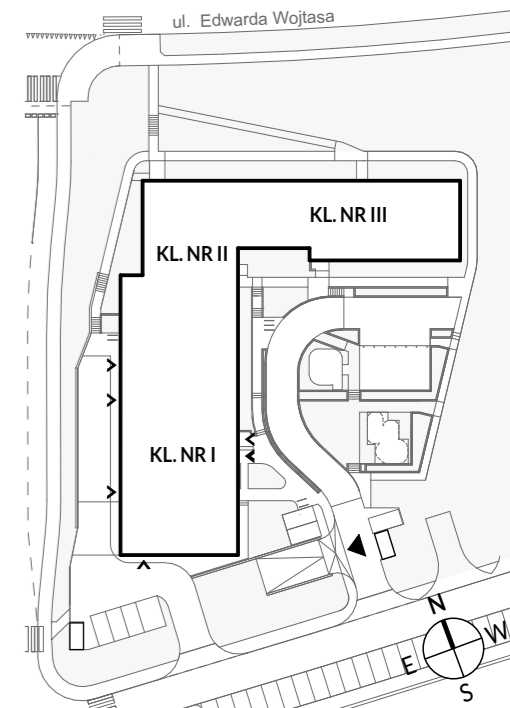 ul. Edwarda Wojtasa
KL. NR III
KL. NR II
KL. NR I
N
W
E
S